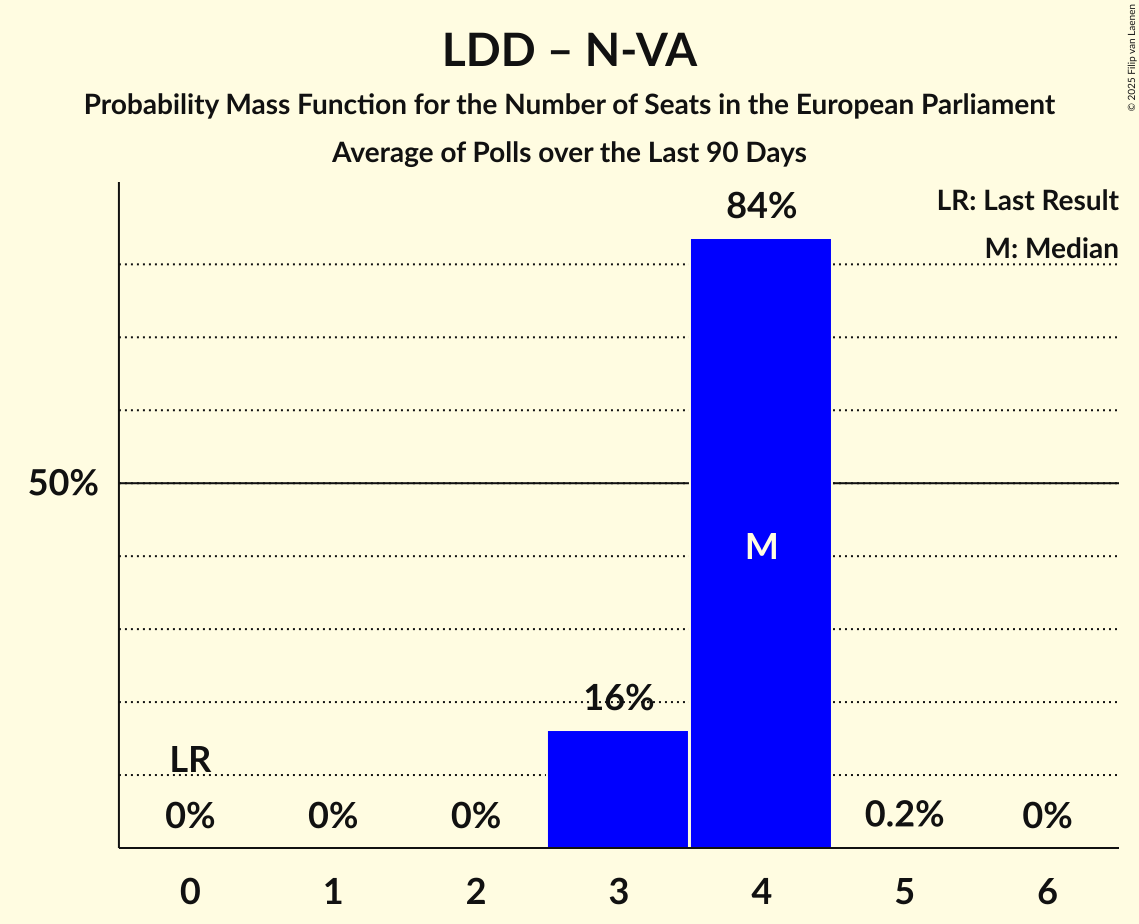 LDD – N-VA
Probability Mass Function for the Number of Seats in the European Parliament
Average of Polls over the Last 90 Days
© 2025 Filip van Laenen
LR: Last Result
M: Median
84%
50%
M
16%
LR
0%
0%
0%
0.2%
0%
0
1
2
3
4
5
6